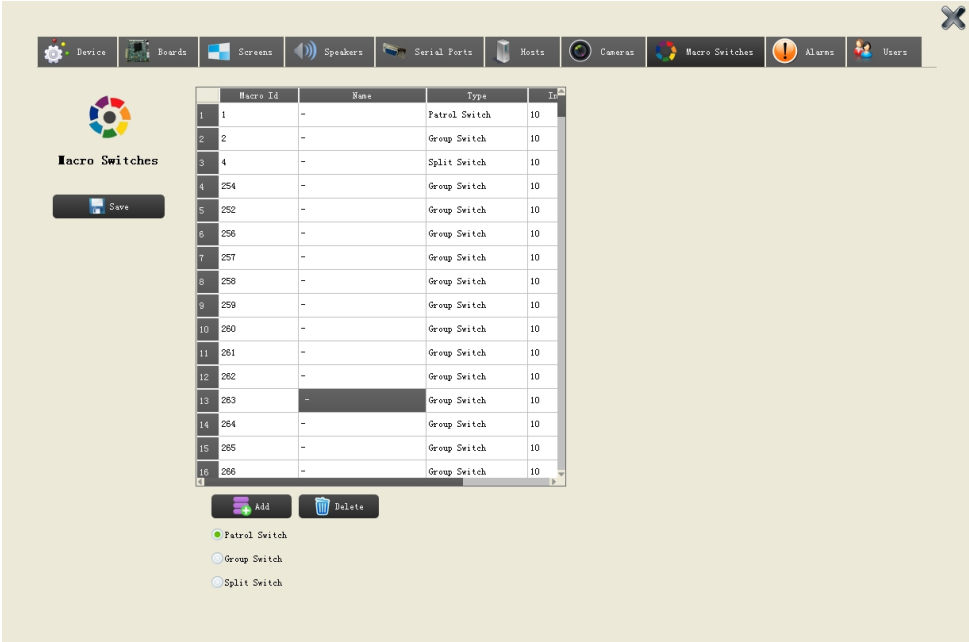 Device Boards Screens Speakers Serial Ports Hosts Cameras Macro Switches Alarms Users
Macro Switches
Save
Macro Id Name Type In
1 1 - Patrol Switch 10
2 2 - Group Switch 10
3 4 - Split Switch 10
4 254 - Group Switch 10
5 252 - Group Switch 10
6 256 - Group Switch 10
7 257 - Group Switch 10
8 258 - Group Switch 10
9 259 - Group Switch 10
10 260 - Group Switch 10
11 261 - Group Switch 10
12 262 - Group Switch 10
13 263 - Group Switch 10
14 264 - Group Switch 10
15 265 - Group Switch 10
16 266 - Group Switch 10
Add Delete
Patrol Switch
Group Switch
Split Switch